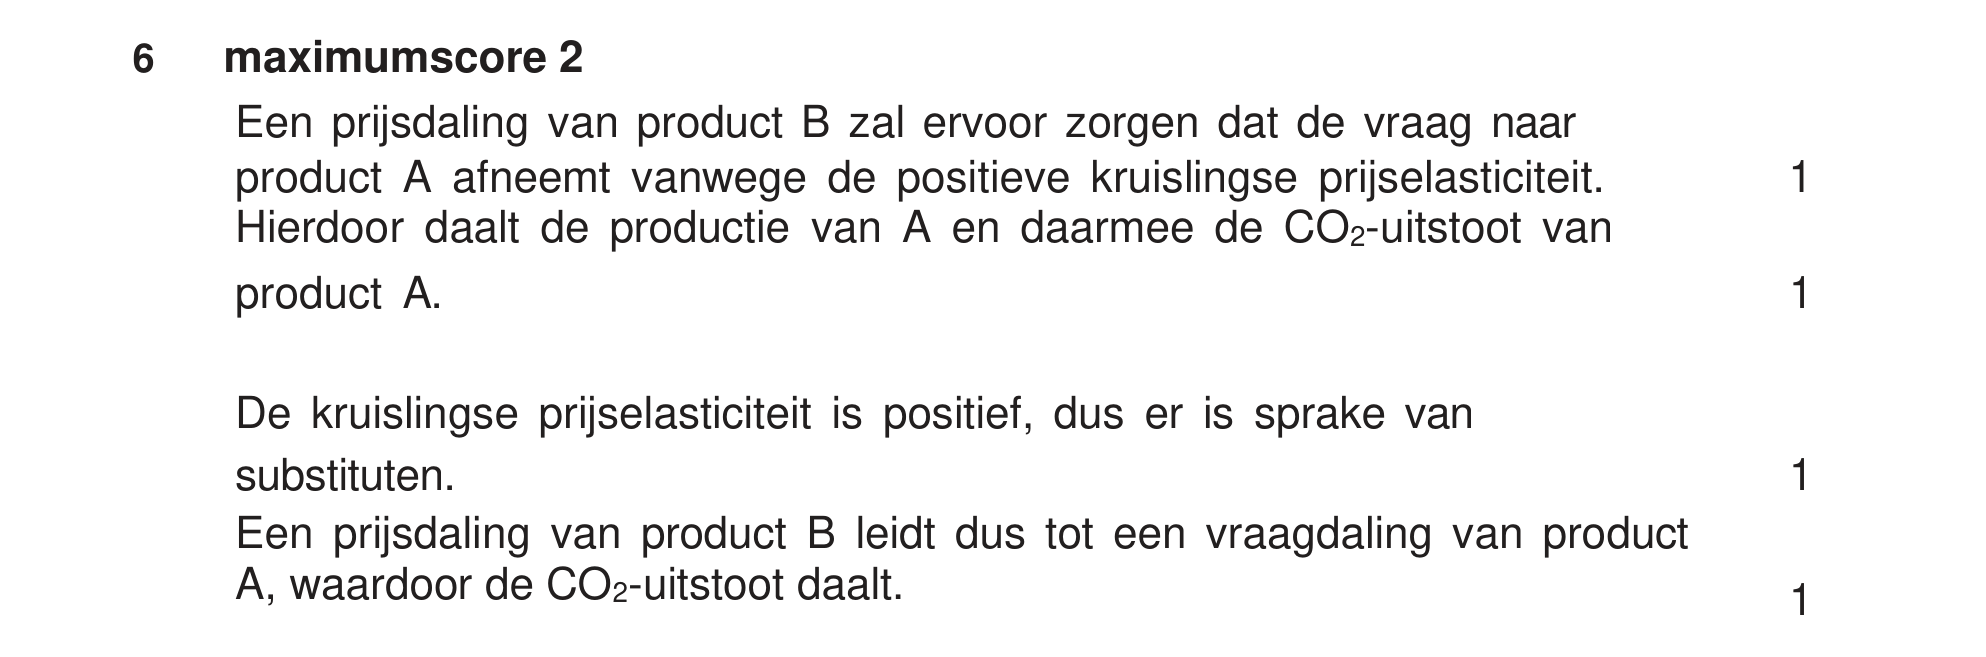 6 maximumscore 2
Een prijsdaling van product B zal ervoor zorgen dat de vraag naar
product A afneemt vanwege de positieve kruislingse prijselasticiteit. 1
Hierdoor daalt de productie van A en daarmee de CO₂-uitstoot van
product A. 1
De kruislingse prijselasticiteit is positief, dus er is sprake van
substituten. 1
Een prijsdaling van product B leidt dus tot een vraagdaling van product
A, waardoor de CO₂-uitstoot daalt. 1